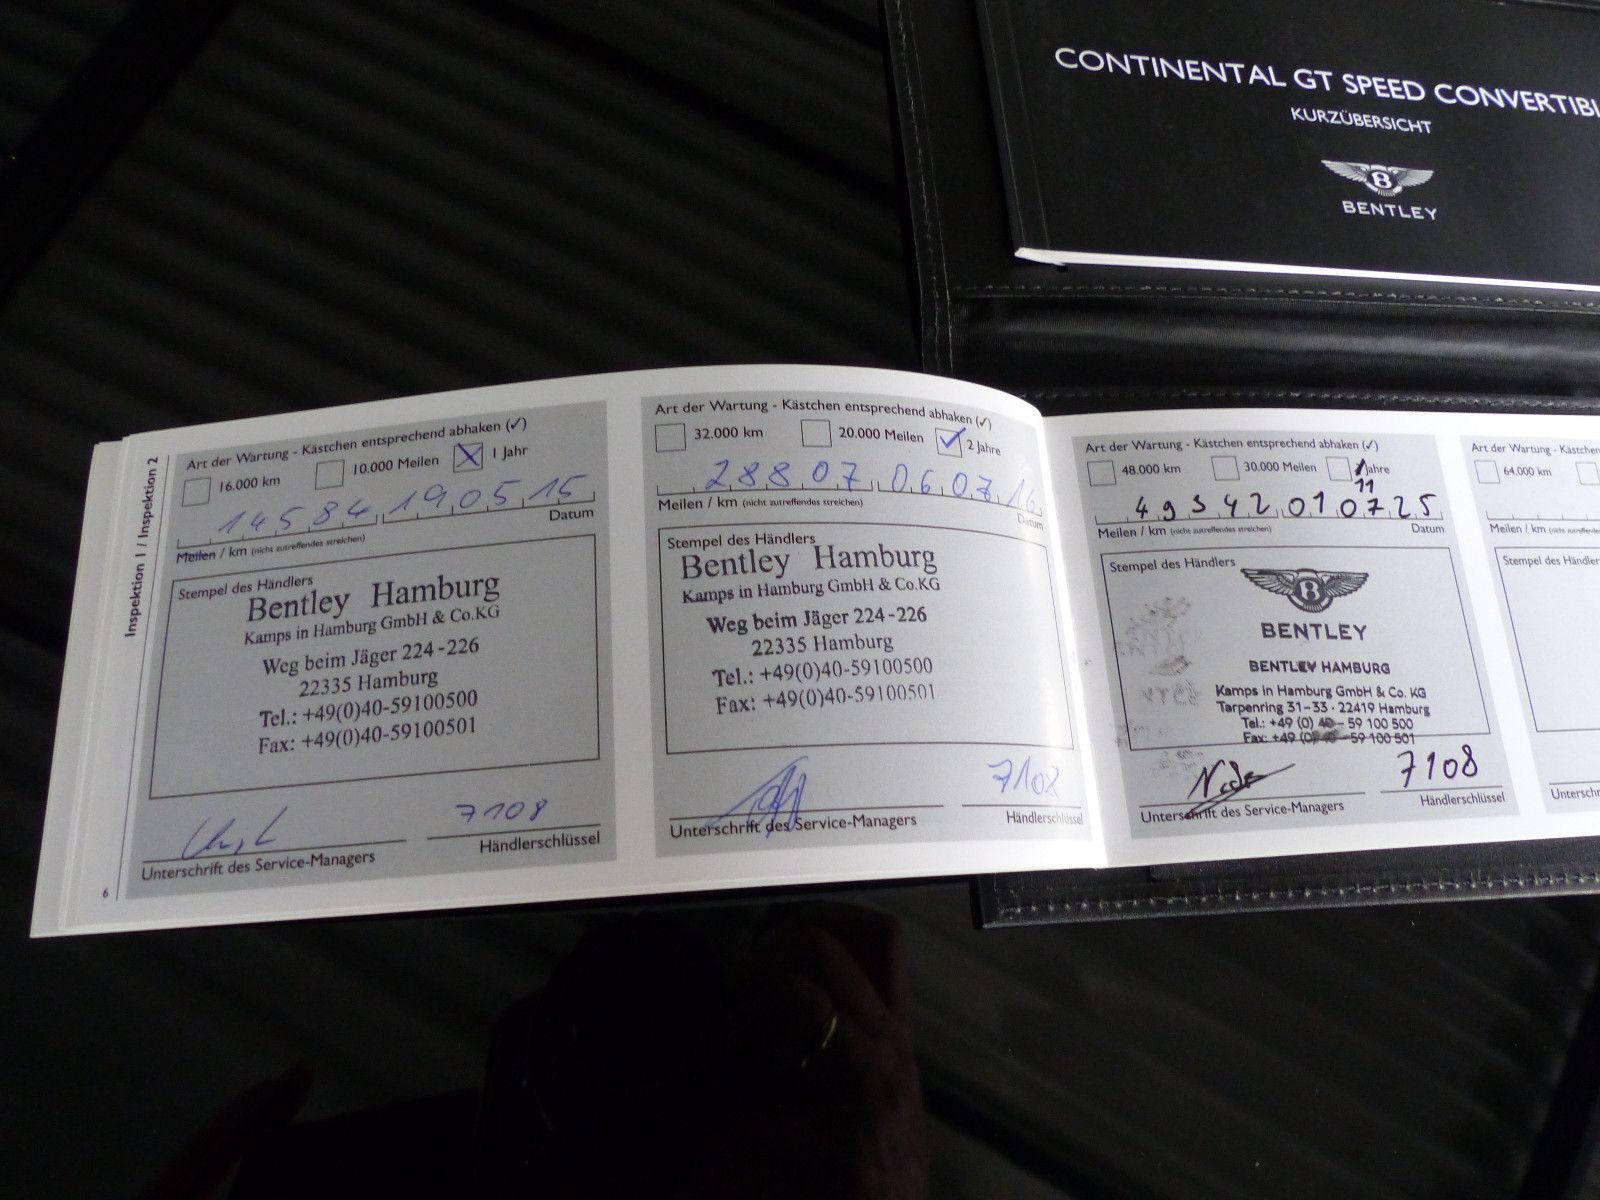 CONTINENTAL GT SPEED CONVERTIBL
KURZÜBERSICHT
BENTLEY
Inspektion 1 / Inspektion 2
Art der Wartung - Kästchen entsprechend abhaken (✓)
16.000 km
10.000 Meilen
1 Jahr
14584 190515
Meilen / km (nicht zutreffendes streichen)
Datum
Stempel des Händlers
Bentley Hamburg
Kamps in Hamburg GmbH & Co.KG
Weg beim Jäger 224-226
22335 Hamburg
Tel.: +49(0)40-59100500
Fax: +49(0)40-59100501
7108
Unterschrift des Service-Managers
Händlerschlüssel
6
Art der Wartung - Kästchen entsprechend abhaken (✓)
32.000 km
20.000 Meilen
2 Jahre
28807 060716
Meilen / km (nicht zutreffendes streichen)
Datum
Stempel des Händlers
Bentley Hamburg
Kamps in Hamburg GmbH & Co.KG
Weg beim Jäger 224-226
22335 Hamburg
Tel.: +49(0)40-59100500
Fax: +49(0)40-59100501
7108
Unterschrift des Service-Managers
Händlerschlüssel
Art der Wartung - Kästchen entsprechend abhaken (✓)
48.000 km
30.000 Meilen
Jahre
11
49342 010725
Meilen / km (nicht zutreffendes streichen)
Datum
Stempel des Händlers
BENTLEY
BENTLEY HAMBURG
Kamps in Hamburg GmbH & Co. KG
Tarpenring 31-33 · 22419 Hamburg
Tel.: +49 (0) 40 - 59 100 500
Fax: +49 (0) 40 - 59 100 501
7108
Unterschrift des Service-Managers
Händlerschlüssel
Art der Wartung - Kästchen
64.000 km
Meilen / km (nicht zutreffendes streichen)
Stempel des Händler
Unterschr